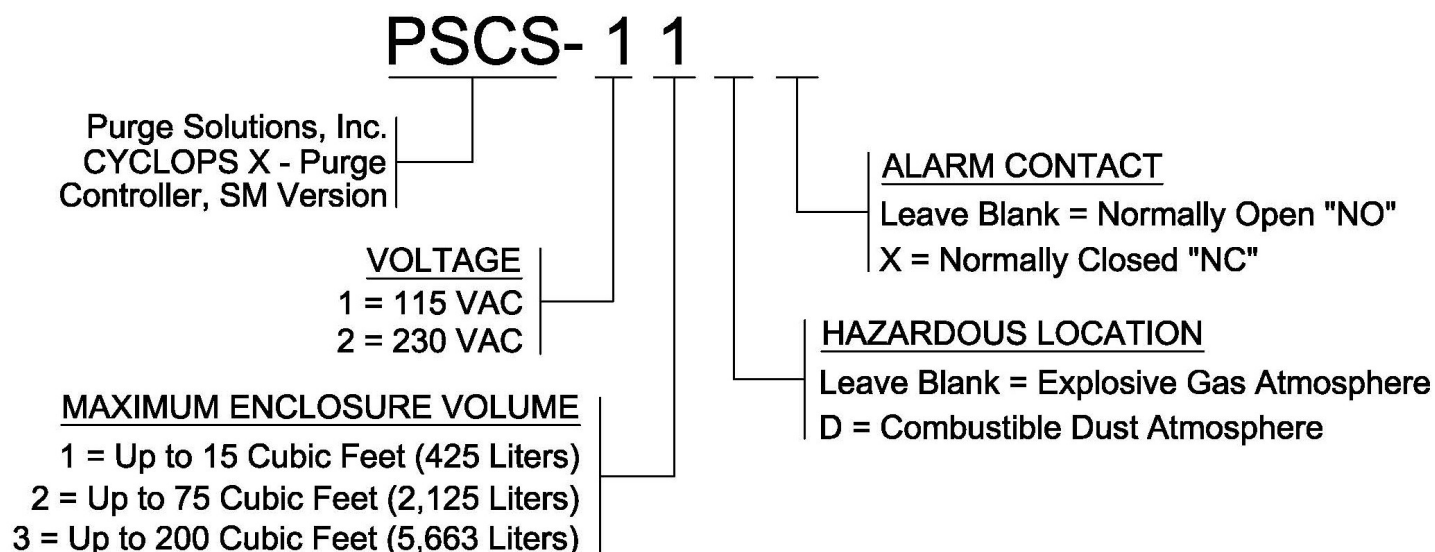 PSCS- 1 1
Purge Solutions, Inc.
CYCLOPS X - Purge
Controller, SM Version
ALARM CONTACT
Leave Blank = Normally Open "NO"
X = Normally Closed "NC"
VOLTAGE
1 = 115 VAC
2 = 230 VAC
HAZARDOUS LOCATION
Leave Blank = Explosive Gas Atmosphere
D = Combustible Dust Atmosphere
MAXIMUM ENCLOSURE VOLUME
1 = Up to 15 Cubic Feet (425 Liters)
2 = Up to 75 Cubic Feet (2,125 Liters)
3 = Up to 200 Cubic Feet (5,663 Liters)